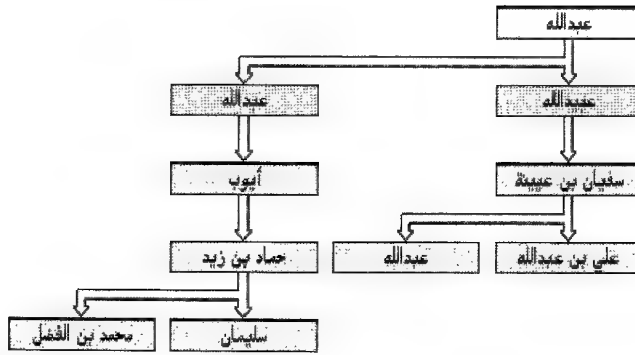 عبدالله
عبيدالله
عبدالله
سفيان بن عيينة
أيوب
علي بن عبدالله
عبدالله
حماد بن زيد
سليمان
محمد بن الفضل